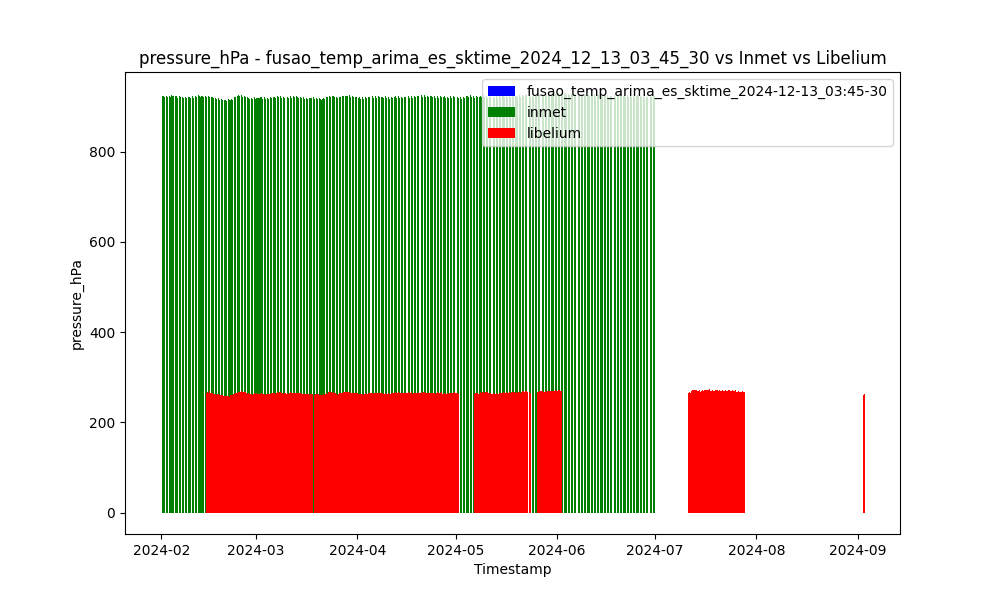 pressure_hPa - fusao_temp_arima_es_sktime_2024_12_13_03_45_30 vs Inmet vs Libelium
fusao_temp_arima_es_sktime_2024-12-13_03:45-30
inmet
libelium
800
600
400
200
0
pressure_hPa
2024-02 2024-03 2024-04 2024-05 2024-06 2024-07 2024-08 2024-09
Timestamp